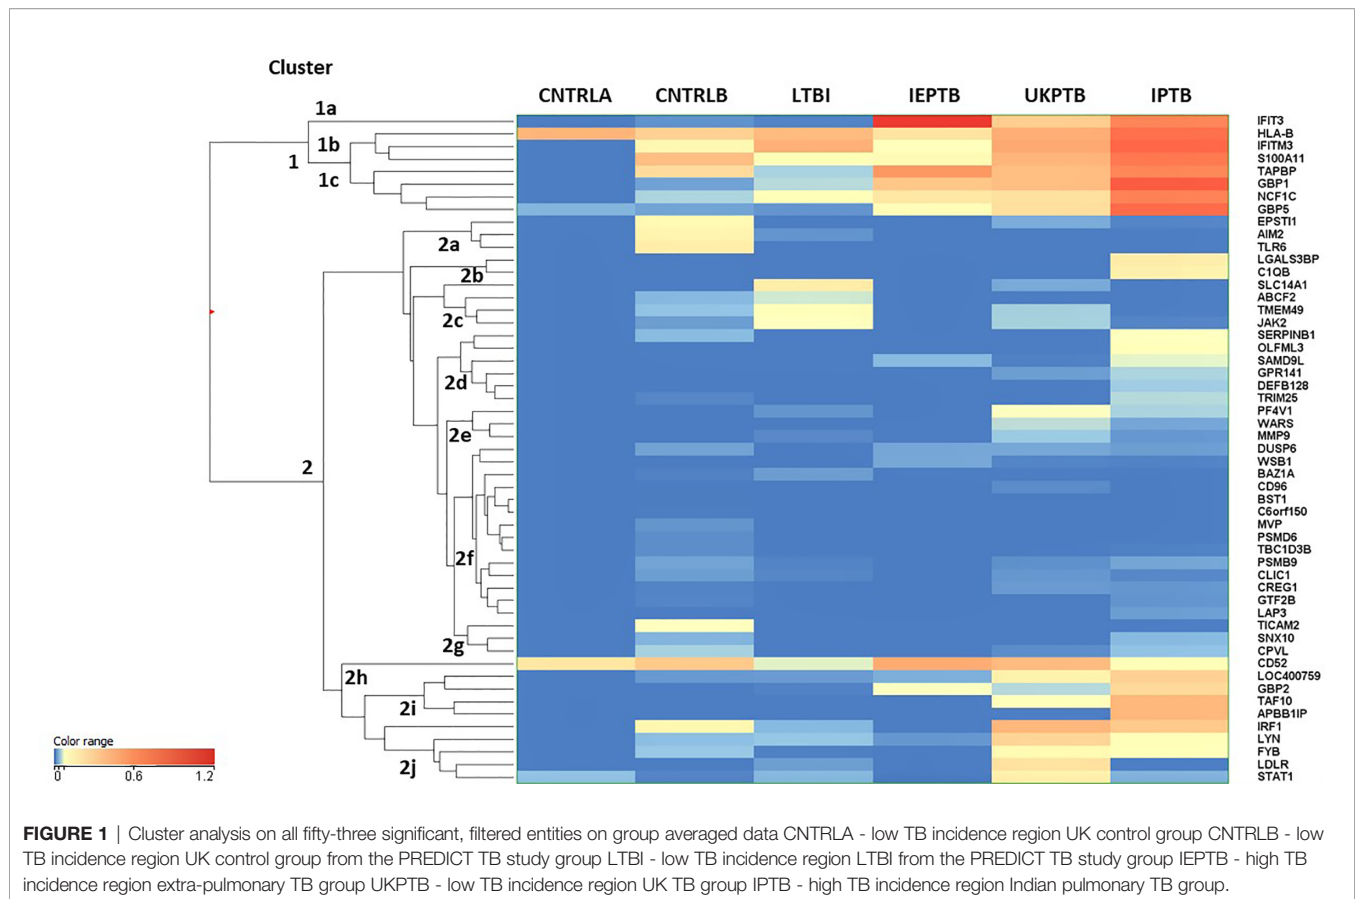 Cluster
CNTRLA CNTRLB LTBI IEPTB UKPTB IPTB
1a
1b
1
1c
2a
2b
2c
2d
2e
2
2f
2g
2h
2i
2j
IFIT3
HLA-B
IFITM3
S100A11
TAPBP
GBP1
NCF1C
GBP5
EPSTI1
AIM2
TLR6
LGALS3BP
C1QB
SLC14A1
ABCF2
TMEM49
JAK2
SERPINB1
OLFML3
SAMD9L
GPR141
DEFB128
TRIM25
PF4V1
WARS
MMP9
DUSP6
WSB1
BAZ1A
CD96
BST1
C6orf150
MVP
PSMD6
TBC1D3B
PSMB9
CLIC1
CREG1
GTF2B
LAP3
TICAM2
SNX10
CPVL
CD52
LOC400759
GBP2
TAF10
APBB1IP
IRF1
LYN
FYB
LDLR
STAT1
Color range
0 0.6 1.2
FIGURE 1 | Cluster analysis on all fifty-three significant, filtered entities on group averaged data CNTRLA - low TB incidence region UK control group CNTRLB - low
TB incidence region UK control group from the PREDICT TB study group LTBI - low TB incidence region LTBI from the PREDICT TB study group IEPTB - high TB
incidence region extra-pulmonary TB group UKPTB - low TB incidence region UK TB group IPTB - high TB incidence region Indian pulmonary TB group.